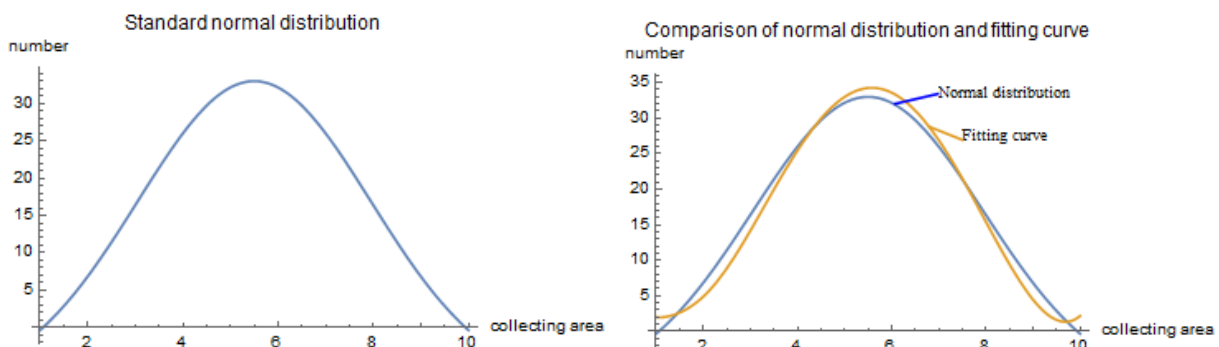 Standard normal distribution
number
30
25
20
15
10
5
2
4
6
8
10
collecting area
Comparison of normal distribution and fitting curve
number
35
30
25
20
15
10
5
2
4
6
8
10
collecting area
Normal distribution
Fitting curve